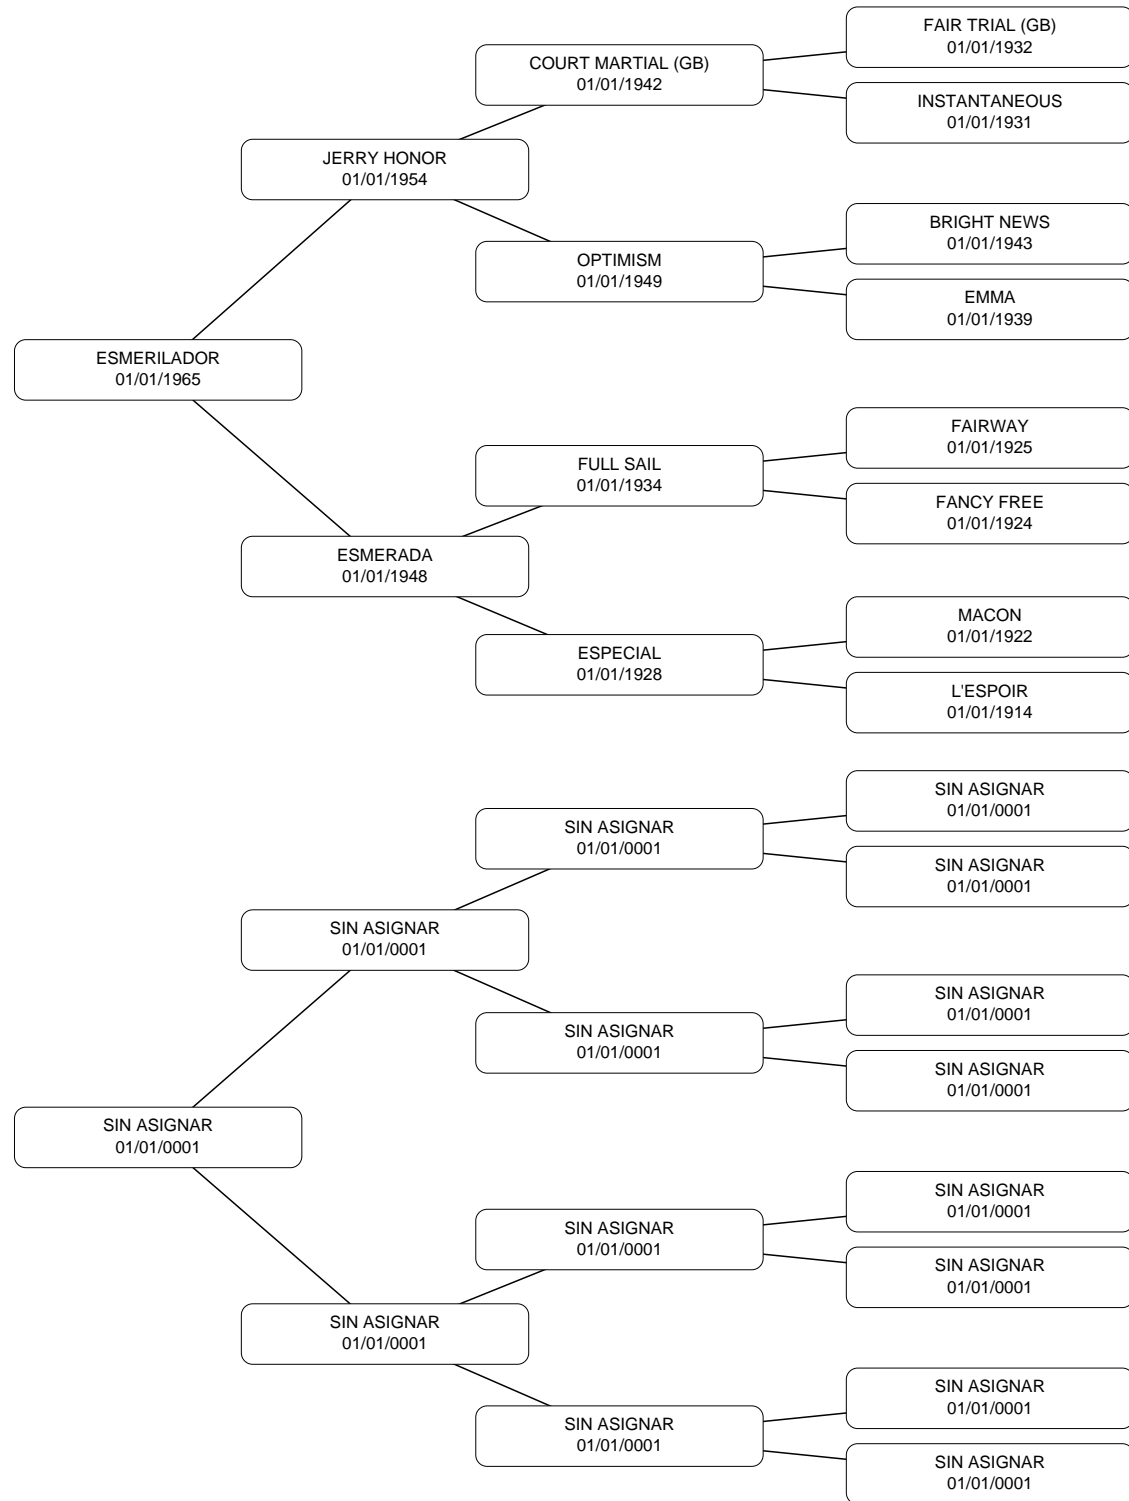 FAIR TRIAL (GB)
01/01/1932
COURT MARTIAL (GB)
01/01/1942
INSTANTANEOUS
01/01/1931
JERRY HONOR
01/01/1954
BRIGHT NEWS
01/01/1943
OPTIMISM
01/01/1949
EMMA
01/01/1939
ESMERILADOR
01/01/1965
FAIRWAY
01/01/1925
FULL SAIL
01/01/1934
FANCY FREE
01/01/1924
ESMERADA
01/01/1948
MACON
01/01/1922
ESPECIAL
01/01/1928
L'ESPOIR
01/01/1914
SIN ASIGNAR
01/01/0001
SIN ASIGNAR
01/01/0001
SIN ASIGNAR
01/01/0001
SIN ASIGNAR
01/01/0001
SIN ASIGNAR
01/01/0001
SIN ASIGNAR
01/01/0001
SIN ASIGNAR
01/01/0001
SIN ASIGNAR
01/01/0001
SIN ASIGNAR
01/01/0001
SIN ASIGNAR
01/01/0001
SIN ASIGNAR
01/01/0001
SIN ASIGNAR
01/01/0001
SIN ASIGNAR
01/01/0001
SIN ASIGNAR
01/01/0001
SIN ASIGNAR
01/01/0001